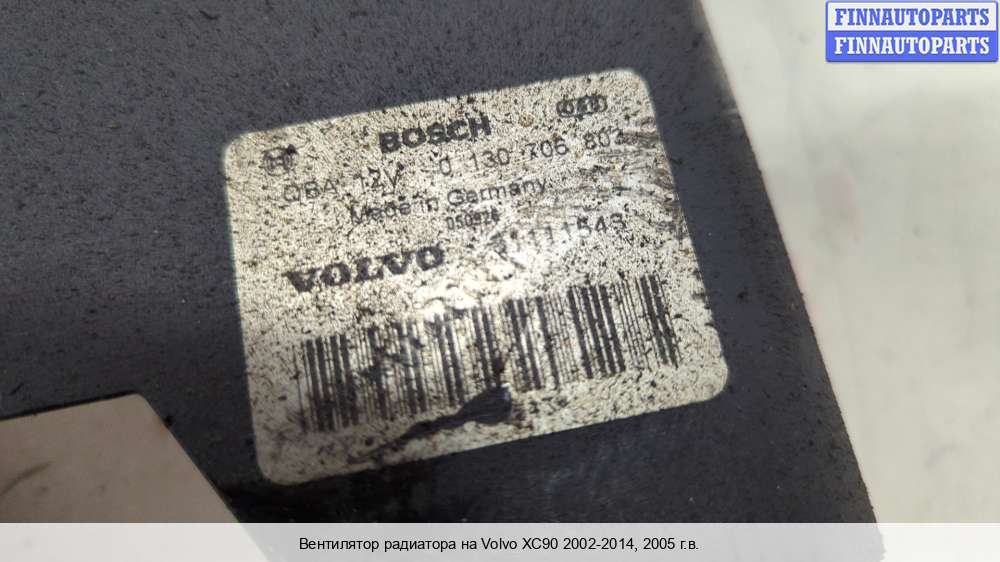 FINNAUTOPARTS
FINNAUTOPARTS
BOSCH
12V 0 130 706 803
Made in Germany
VOLVO
Вентилятор радиатора на Volvo XC90 2002-2014, 2005 г.в.